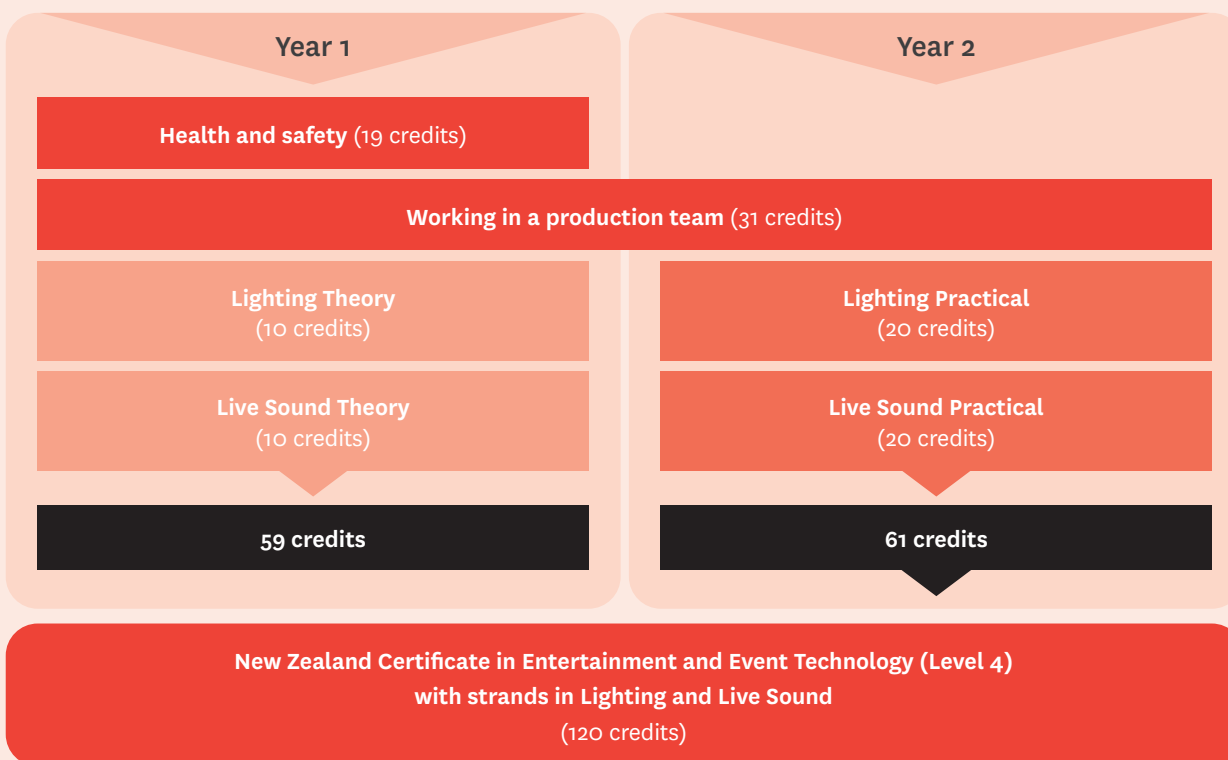 Year 1
Year 2
Health and safety (19 credits)
Working in a production team (31 credits)
Lighting Theory
(10 credits)
Lighting Practical
(20 credits)
Live Sound Theory
(10 credits)
Live Sound Practical
(20 credits)
59 credits
61 credits
New Zealand Certificate in Entertainment and Event Technology (Level 4)
with strands in Lighting and Live Sound
(120 credits)